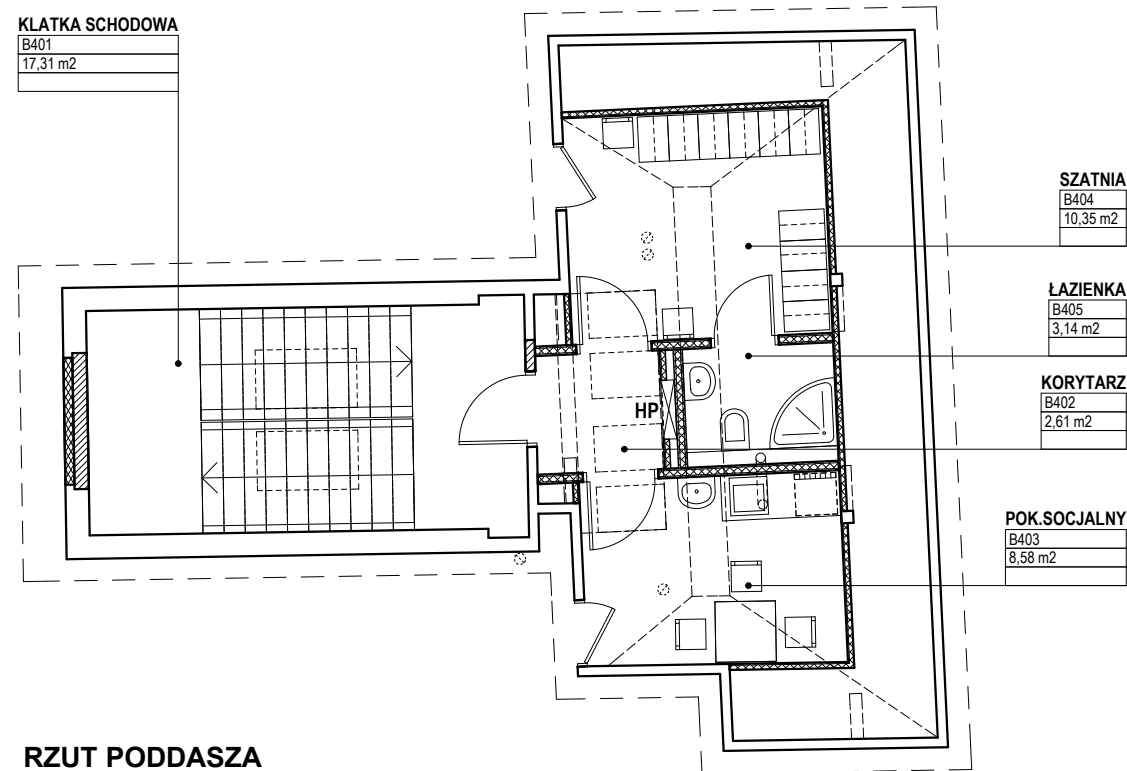 KLATKA SCHODOWA
B401
17,31 m2
SZATNIA
B404
10,35 m2
ŁAZIENKA
B405
3,14 m2
KORYTARZ
B402
2,61 m2
HP
POK.SOCJALNY
B403
8,58 m2
RZUT PODDASZA